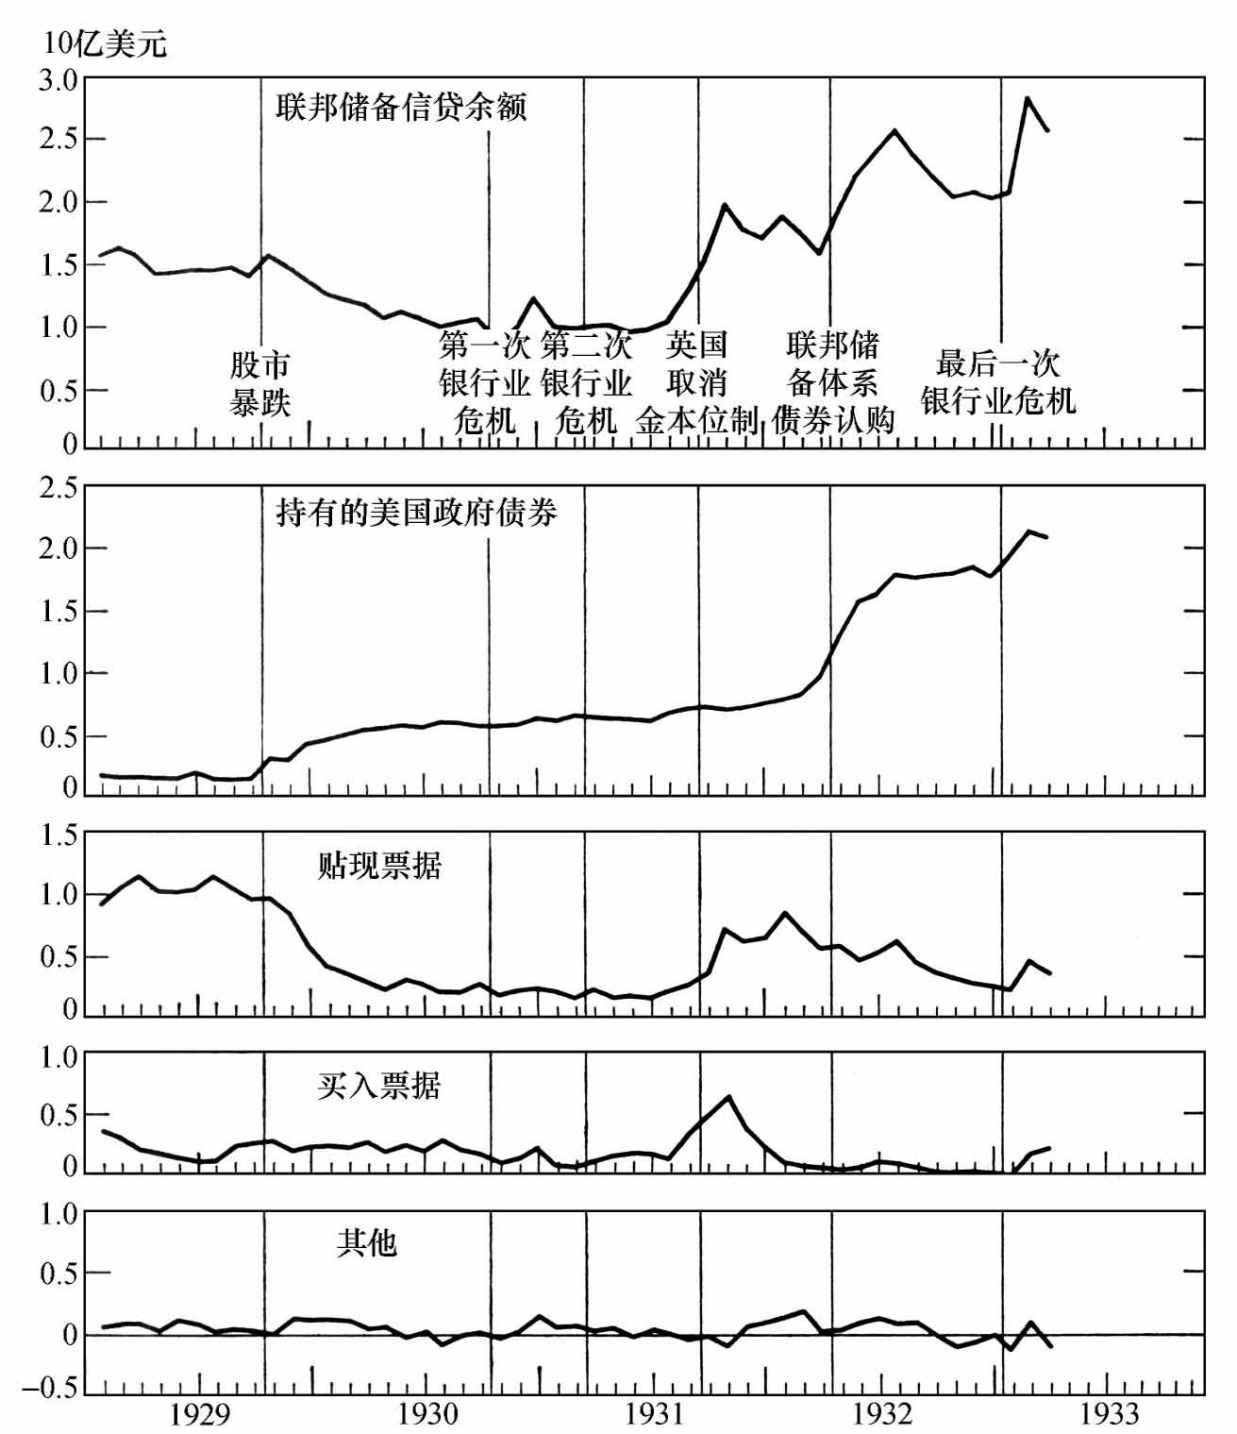 10亿美元
3.0
联邦储备信贷余额
2.5
2.0
1.5
1.0
0.5
0
股市
暴跌
第一次
银行业
危机
第二次
银行业
危机
英国
取消
金本位制
联邦储
备体系
债券认购
最后一次
银行业危机
2.5
持有的美国政府债券
2.0
1.5
1.0
0.5
0
1.5
贴现票据
1.0
0.5
0
1.0
买入票据
0.5
0
1.0
其他
0.5
0
−0.5
1929 1930 1931 1932 1933